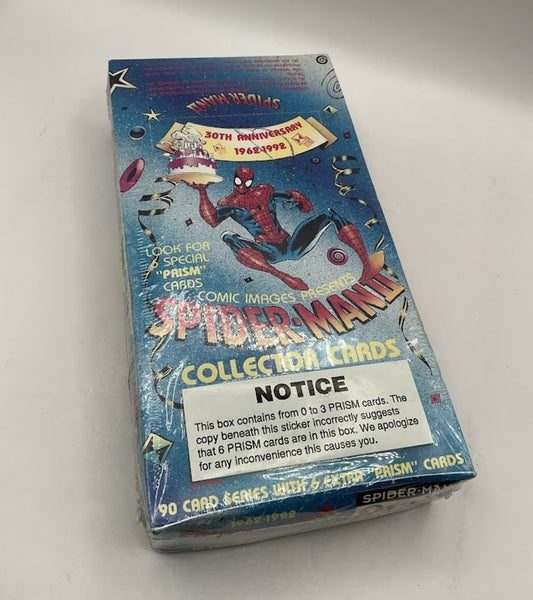 SPIDER-MAN II
30TH ANNIVERSARY
1962-1992
LOOK FOR
SPECIAL
"PRISM"
CARDS
COMIC IMAGES PRESENTS
SPIDER-MAN II
COLLECTOR CARDS
NOTICE
This box contains from 0 to 3 PRISM cards. The
copy beneath this sticker incorrectly suggests
that 6 PRISM cards are in this box. We apologize
for any inconvenience this causes you.
90 CARD SERIES WITH 6 EXTRA "PRISM" CARDS
1962-1992
SPIDER-MAN